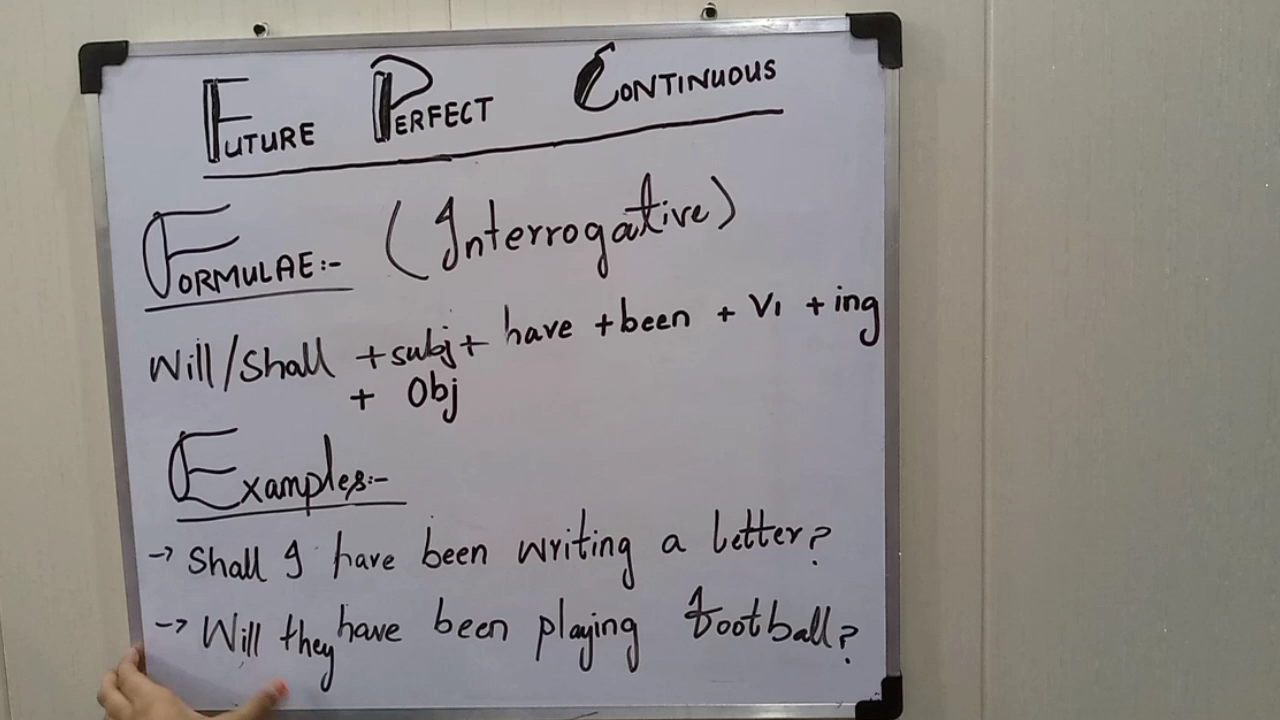 FUTURE PERFECT CONTINUOUS
FORMULAE:- (Interrogative)
Will/Shall + subj + have + been + V1 + ing
+ Obj
Examples:-
→ Shall I have been writing a letter?
→ Will they have been playing football?